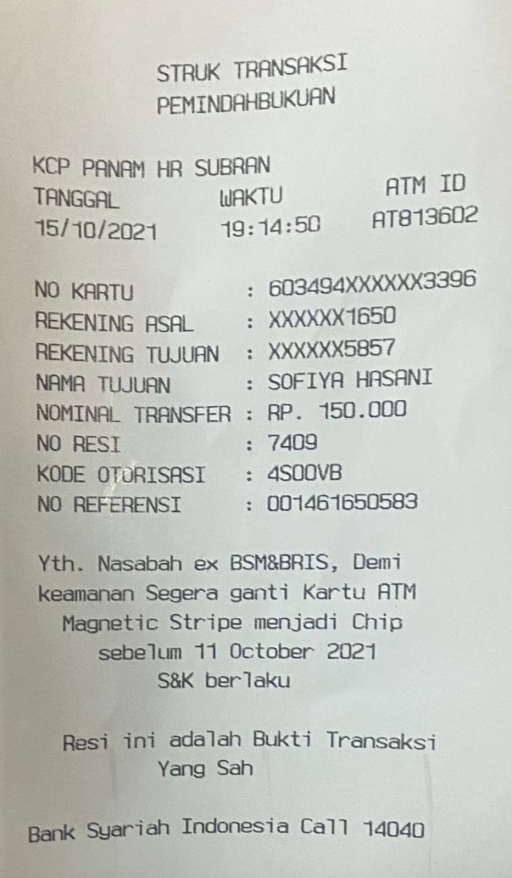 STRUK TRANSAKSI
PEMINDAHBUKUAN
KCP PANAM HR SUBRAN
TANGGAL WAKTU ATM ID
15/10/2021 19:14:50 AT813602
NO KARTU : 603494XXXXXX3396
REKENING ASAL : XXXXXX1650
REKENING TUJUAN : XXXXXX5857
NAMA TUJUAN : SOFIYA HASANI
NOMINAL TRANSFER : RP. 150.000
NO RESI : 7409
KODE OTORISASI : 4SOOVB
NO REFERENSI : 001461650583
Yth. Nasabah ex BSM&BRIS, Demi
keamanan Segera ganti Kartu ATM
Magnetic Stripe menjadi Chip
sebelum 11 October 2021
S&K berlaku
Resi ini adalah Bukti Transaksi
Yang Sah
Bank Syariah Indonesia Call 14040